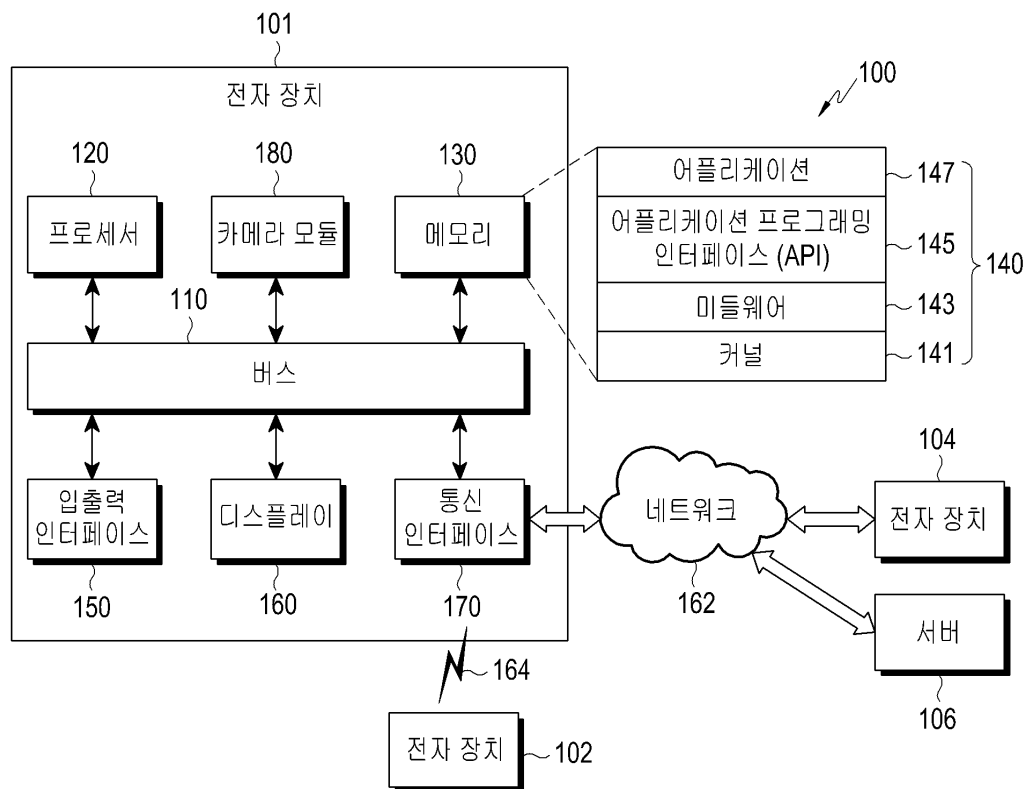 101
전자 장치
100
120
180
130
프로세서
카메라 모듈
메모리
어플리케이션
147
어플리케이션 프로그래밍
인터페이스 (API)
145
140
미들웨어
143
커널
141
110
버스
입출력
인터페이스
디스플레이
통신
인터페이스
150
160
170
네트워크
162
104
전자 장치
서버
106
164
전자 장치
102